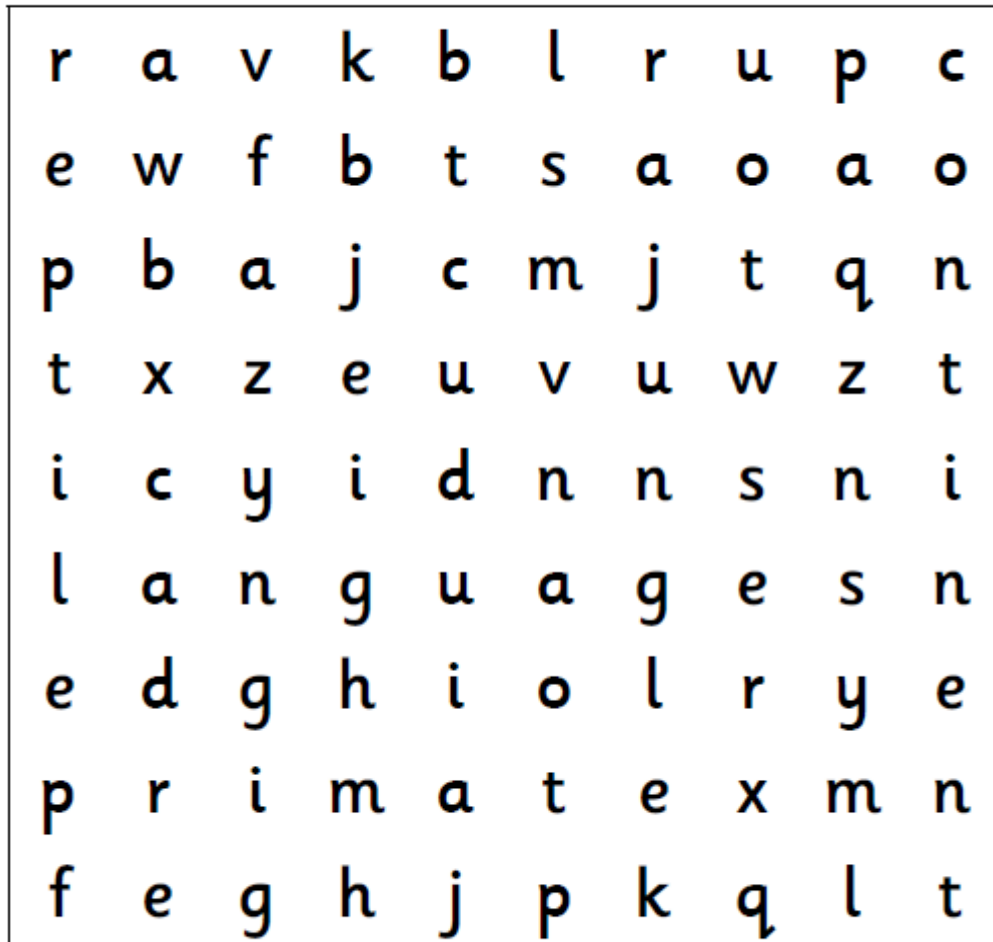 r a v k b l r u p c
e w f b t s a o a o
p b a j c m j t q n
t x z e u v u w z t
i c y i d n n s n i
l a n g u a g e s n
e d g h i o l r y e
p r i m a t e x m n
f e g h j p k q l t